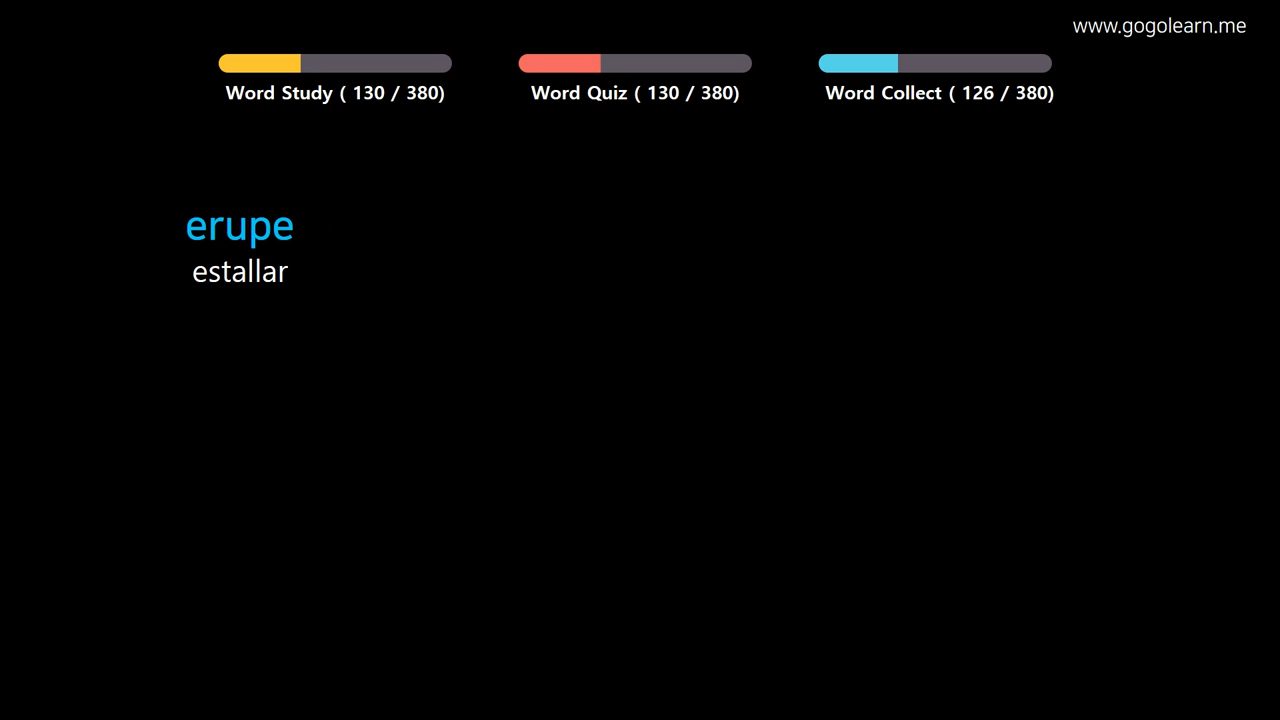 www.gogolearn.me
Word Study ( 130 / 380)
Word Quiz ( 130 / 380)
Word Collect ( 126 / 380)
erupe
estallar